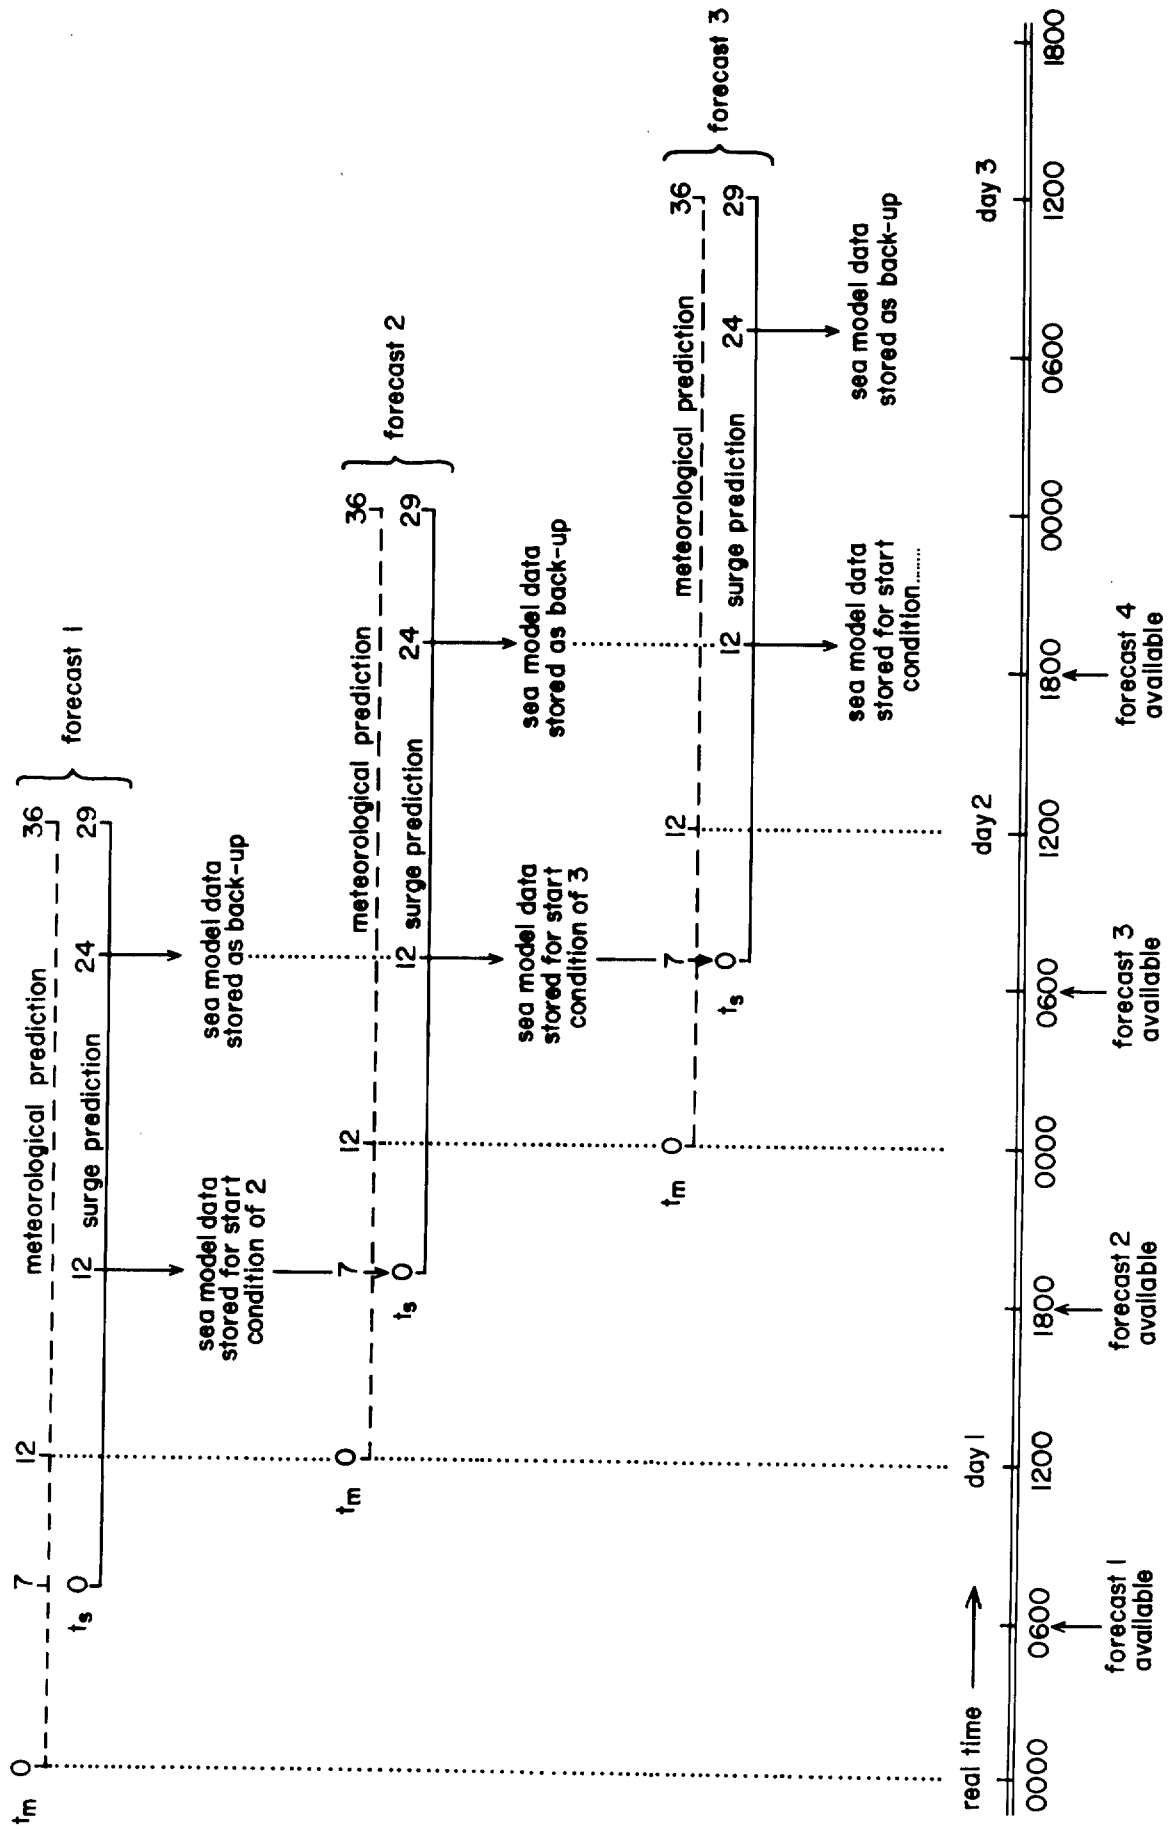 tm
0
7
12
meteorological prediction
36
ts
0
12
surge prediction
24
29
forecast 1
sea model data
stored for start
condition of 2
sea model data
stored as back-up
tm
0
7
12
meteorological prediction
36
ts
0
12
surge prediction
24
29
forecast 2
sea model data
stored for start
condition of 3
sea model data
stored as back-up
tm
0
7
12
meteorological prediction
36
ts
0
12
surge prediction
24
29
forecast 3
sea model data
stored for start
condition........
sea model data
stored as back-up
real time
day 1
day 2
day 3
0000
0600
1200
1800
0000
0600
1200
1800
0000
0600
1200
1800
forecast 1
available
forecast 2
available
forecast 3
available
forecast 4
available